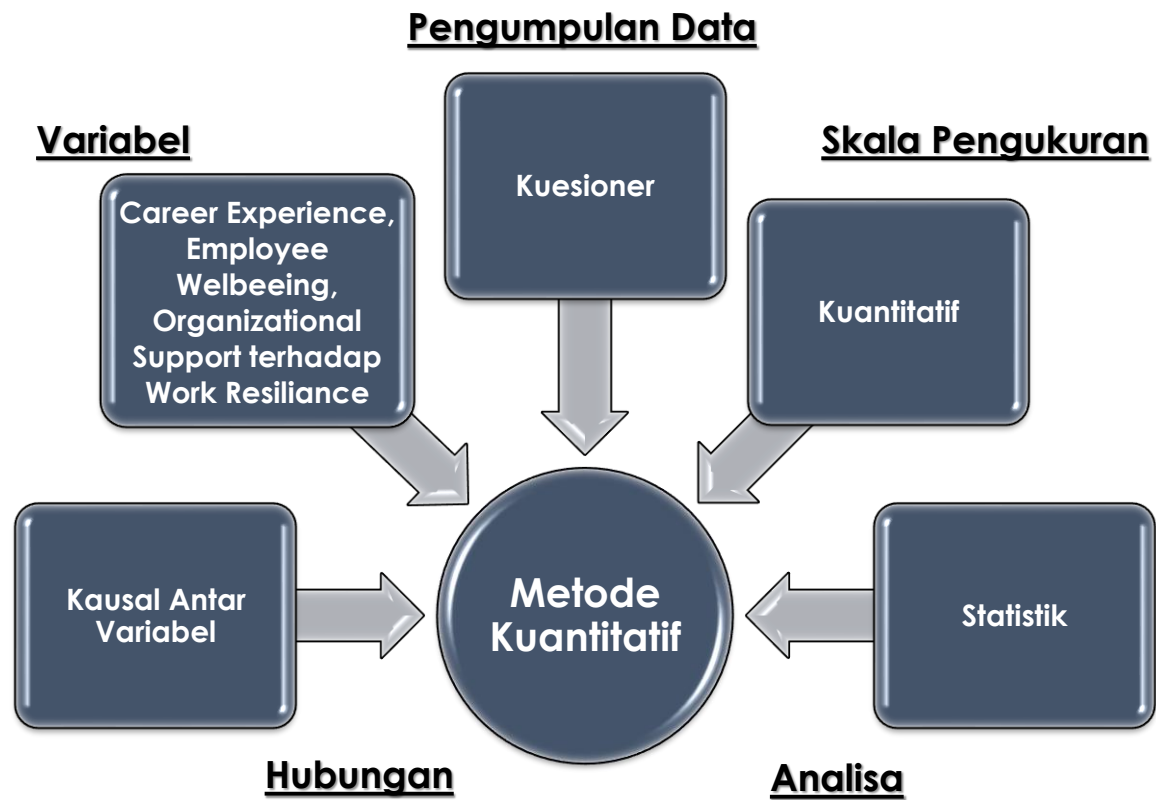 Pengumpulan Data
Kuesioner
Variabel
Career Experience,
Employee
Welbeeing,
Organizational
Support terhadap
Work Resiliance
Skala Pengukuran
Kuantitatif
Kausal Antar
Variabel
Hubungan
Metode
Kuantitatif
Statistik
Analisa